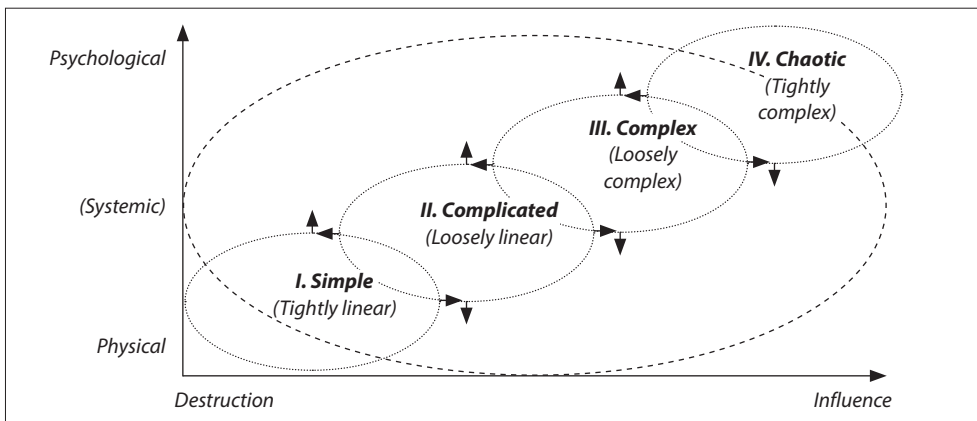 Psychological
IV. Chaotic
(Tightly
complex)
III. Complex
(Loosely
complex)
(Systemic)
II. Complicated
(Loosely linear)
I. Simple
(Tightly linear)
Physical
Destruction
Influence